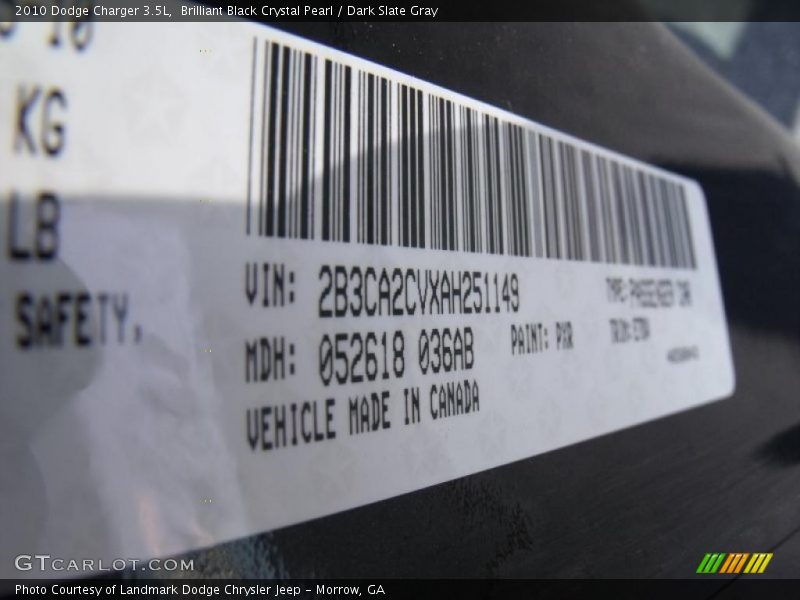 2010 Dodge Charger 3.5L,  Brilliant Black Crystal Pearl / Dark Slate Gray
KG
LB
SAFETY.
VIN: 2B3CA2CVXAH251149
TYPE: PASSENGER CAR
MDH: 052618 036AB
PAINT: PXR
TRIM:
VEHICLE MADE IN CANADA
GTCARLOT.COM
Photo Courtesy of Landmark Dodge Chrysler Jeep – Morrow, GA